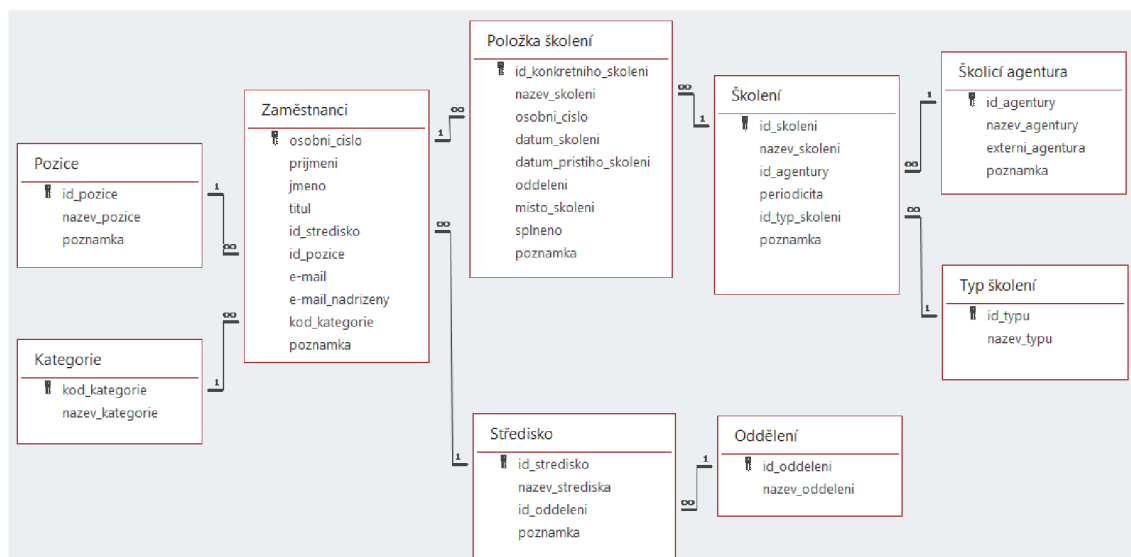 Pozice
id_pozice
nazev_pozice
poznamka
Kategorie
kod_kategorie
nazev_kategorie
Zaměstnanci
osobni_cislo
prijmeni
jmeno
titul
id_stredisko
id_pozice
e-mail
e-mail_nadrizeny
kod_kategorie
poznamka
Položka školení
id_konkretniho_skoleni
nazev_skoleni
osobni_cislo
datum_skoleni
datum_pristiho_skoleni
oddeleni
misto_skoleni
splneno
poznamka
Středisko
id_stredisko
nazev_strediska
id_oddeleni
poznamka
Školení
id_skoleni
nazev_skoleni
id_agentury
periodicita
id_typ_skoleni
poznamka
Oddělení
id_oddeleni
nazev_oddeleni
Školicí agentura
id_agentury
nazev_agentury
externi_agentura
poznamka
Typ školení
id_typu
nazev_typu
1
∞
1
∞
1
∞
∞
1
∞
1
∞
1
∞
1
∞
1